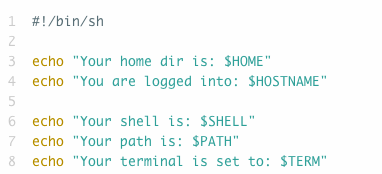 1 #!/bin/sh
2
3 echo "Your home dir is: $HOME"
4 echo "You are logged into: $HOSTNAME"
5
6 echo "Your shell is: $SHELL"
7 echo "Your path is: $PATH"
8 echo "Your terminal is set to: $TERM"